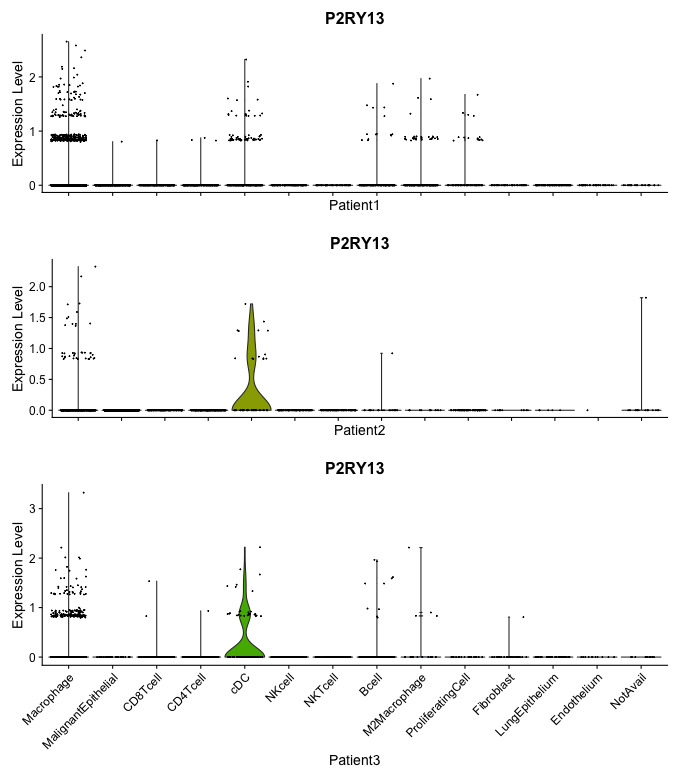 P2RY13
Expression Level
2
1
0
Patient1
P2RY13
Expression Level
2.0
1.5
1.0
0.5
0.0
Patient2
P2RY13
Expression Level
3
2
1
0
Macrophage
MalignantEpithelial
CD8Tcell
CD4Tcell
cDC
NKcell
NKTcell
Bcell
M2Macrophage
ProliferatingCell
Fibroblast
LungEpithelium
Endothelium
NotAvail
Patient3